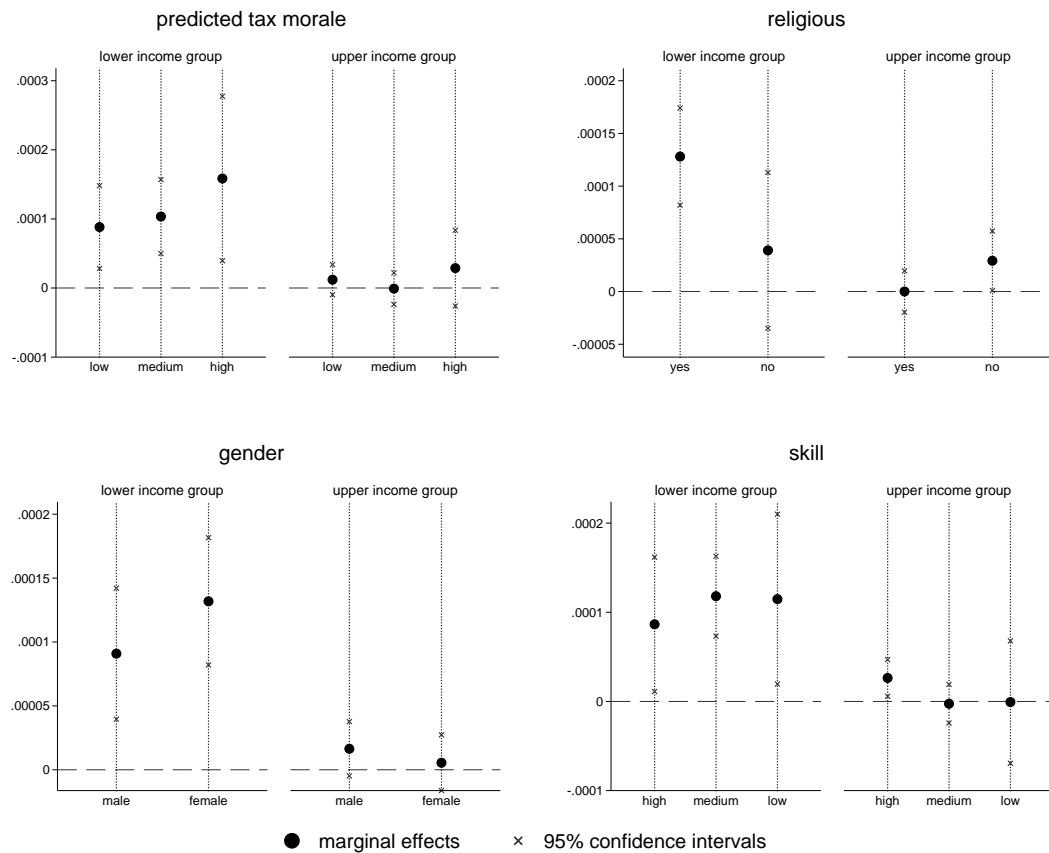 predicted tax morale
lower income group upper income group
.0003
.0002
.0001
0
-.0001
low medium high low medium high
religious
lower income group upper income group
.0002
.00015
.0001
.00005
0
-.00005
yes no yes no
gender
lower income group upper income group
.0002
.00015
.0001
.00005
0
male female male female
skill
lower income group upper income group
.0002
.0001
0
-.0001
high medium low high medium low
marginal effects 95% confidence intervals